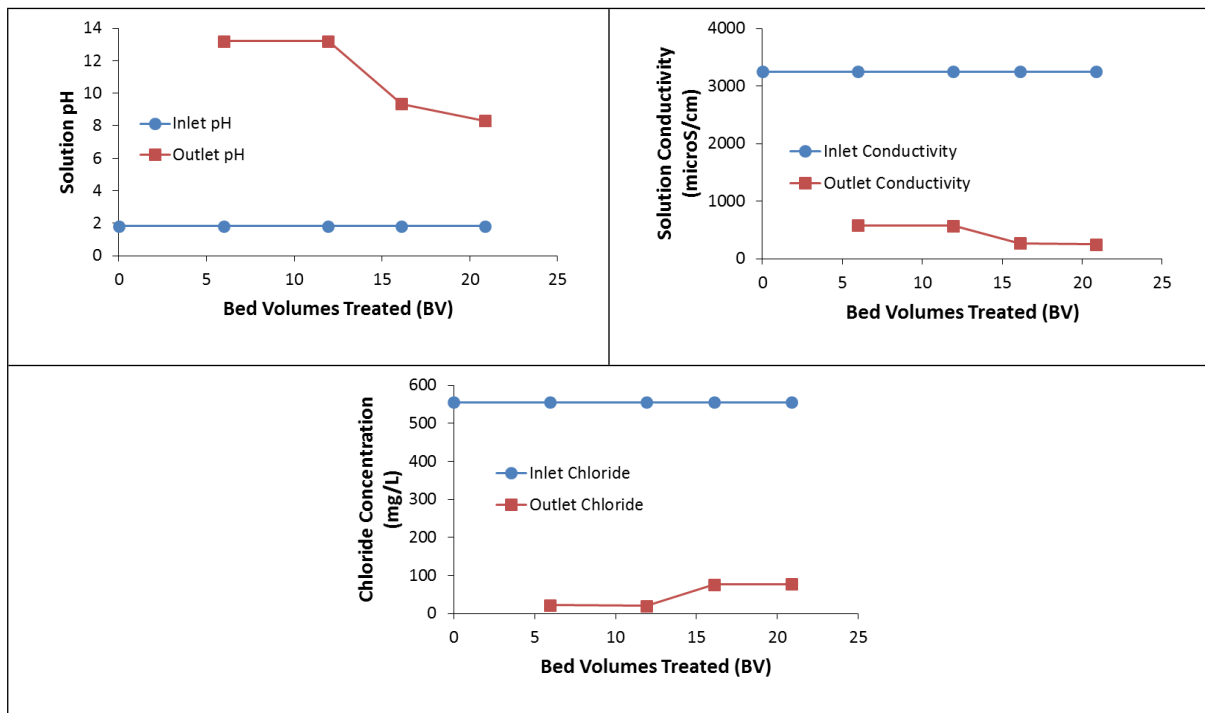 14
12
10
8
6
4
2
0
Solution pH
Inlet pH
Outlet pH
0 5 10 15 20 25
Bed Volumes Treated (BV)
4000
3000
2000
1000
0
Solution Conductivity
(microS/cm)
Inlet Conductivity
Outlet Conductivity
0 5 10 15 20 25
Bed Volumes Treated (BV)
600
500
400
300
200
100
0
Chloride Concentration
(mg/L)
Inlet Chloride
Outlet Chloride
0 5 10 15 20 25
Bed Volumes Treated (BV)